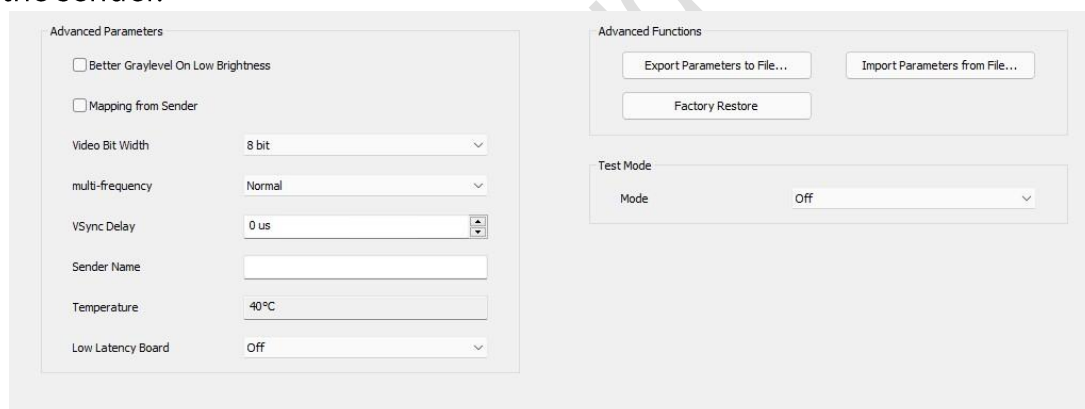 the sender.
Advanced Parameters
Better Graylevel On Low Brightness
Mapping from Sender
Video Bit Width 8 bit
multi-frequency Normal
VSync Delay 0 us
Sender Name
Temperature 40°C
Low Latency Board Off
Advanced Functions
Export Parameters to File... Import Parameters from File...
Factory Restore
Test Mode
Mode Off